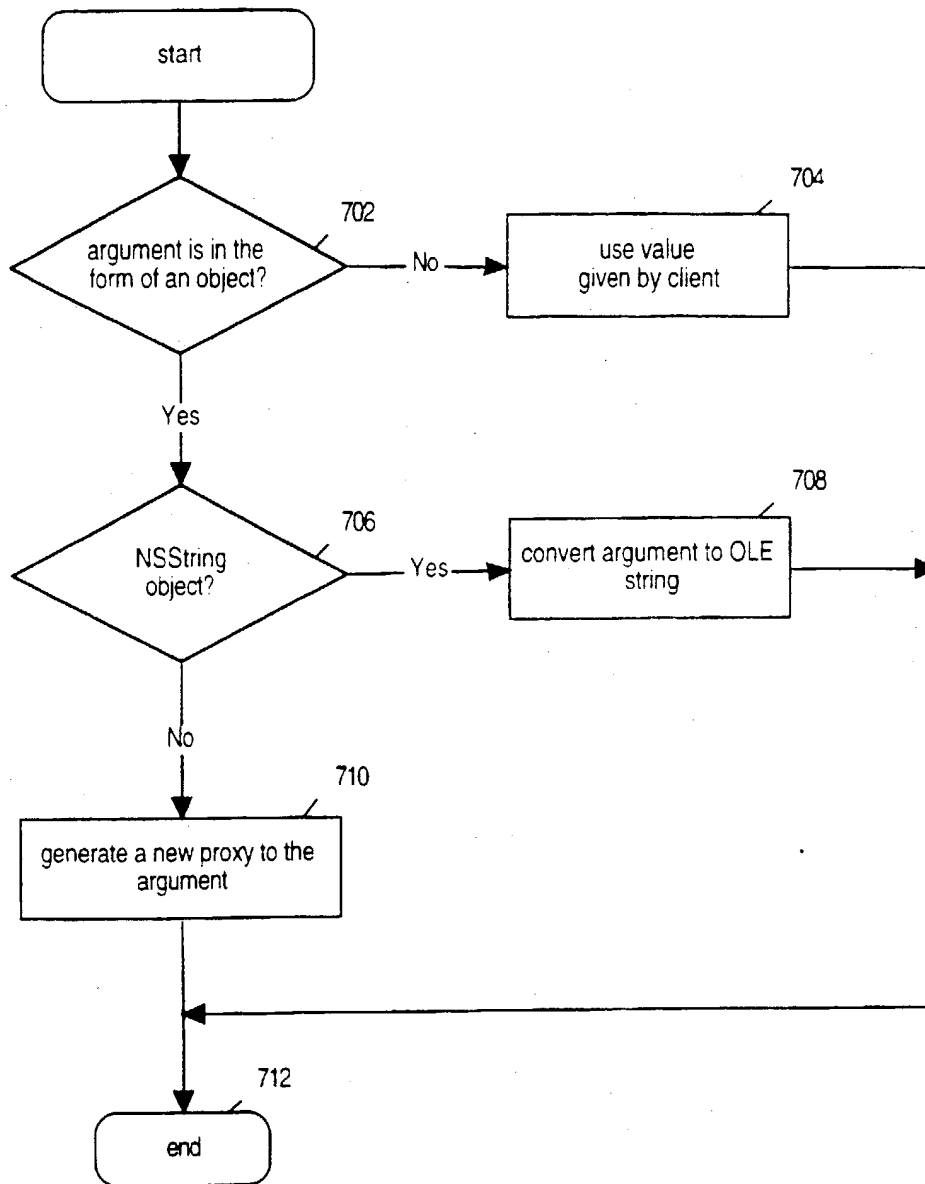 start
702
argument is in the
form of an object?
No
704
use value
given by client
Yes
706
NSString
object?
Yes
708
convert argument to OLE
string
No
710
generate a new proxy to the
argument
712
end